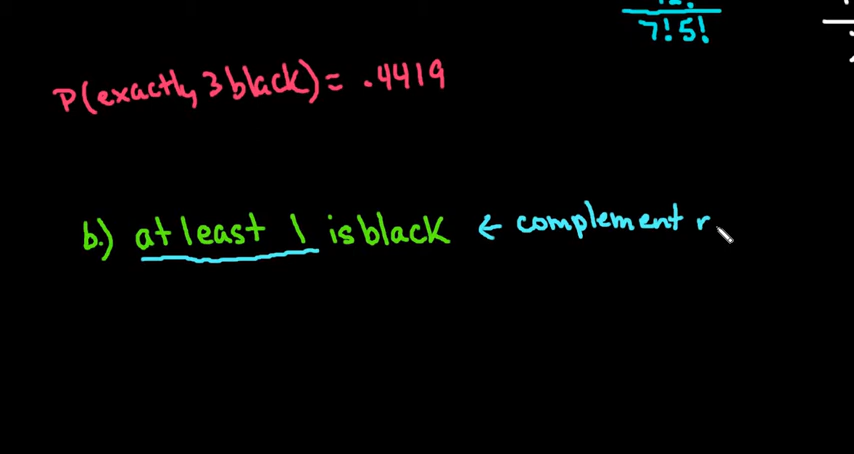 7!5!
P(exactly 3 black) = .4419
b.) at least 1 is black ← complement r